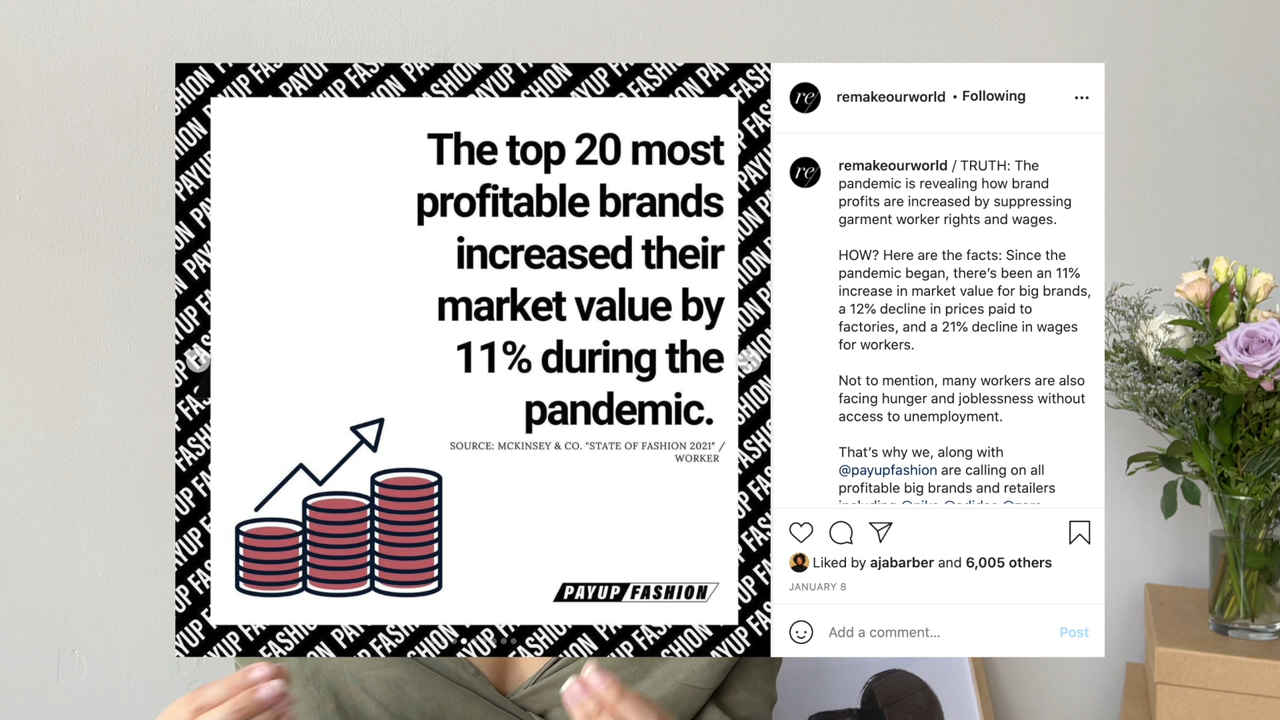 The top 20 most
profitable brands
increased their
market value by
11% during the
pandemic.
SOURCE: MCKINSEY & CO. "STATE OF FASHION 2021" /
WORKER
PAYUP FASHION
remakeourworld • Following
remakeourworld / TRUTH: The
pandemic is revealing how brand
profits are increased by suppressing
garment worker rights and wages.
HOW? Here are the facts: Since the
pandemic began, there's been an 11%
increase in market value for big brands,
a 12% decline in prices paid to
factories, and a 21% decline in wages
for workers.
Not to mention, many workers are also
facing hunger and joblessness without
access to unemployment.
That's why we, along with
@payupfashion are calling on all
profitable big brands and retailers
Liked by ajabarber and 6,005 others
JANUARY 8
Add a comment...
Post